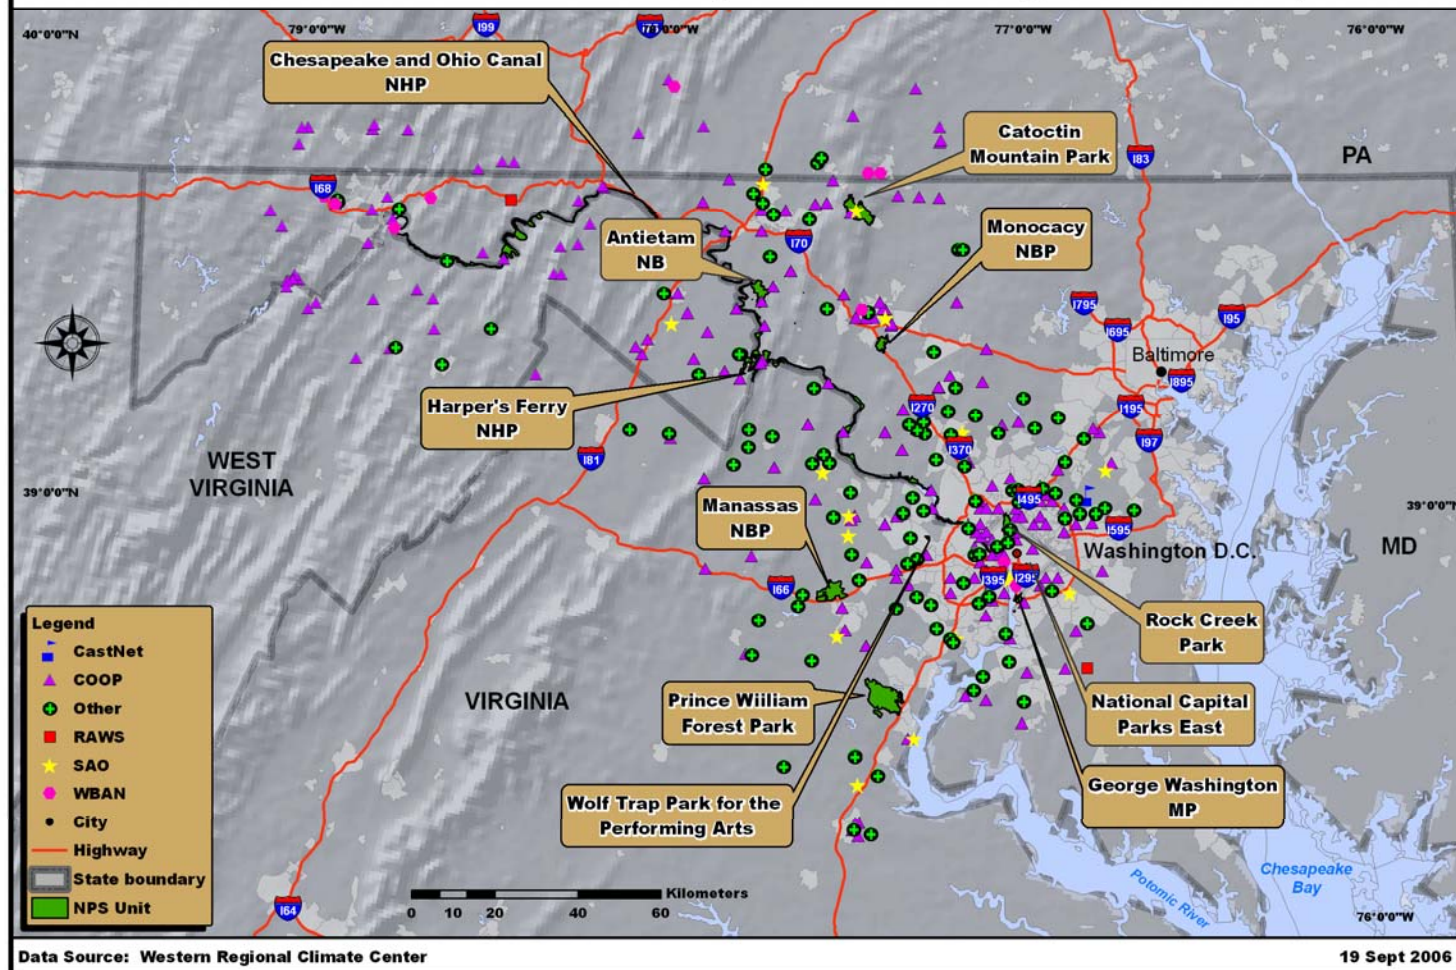 40°0'0"N
79°0'0"W
I99
77°0'0"W
76°0'0"W
Chesapeake and Ohio Canal
NHP
Catoctin
Mountain Park
I83
PA
I68
Antietam
NB
I70
Monocacy
NBP
I795
I695
I95
Baltimore
I895
Harper's Ferry
NHP
I270
I195
I97
I370
I81
WEST
VIRGINIA
39°0'0"N
39°0'0"N
I495
I595
Manassas
NBP
Washington D.C.
MD
I66
I395
I295
Rock Creek
Park
Legend
CastNet
COOP
Other
RAWS
SAO
WBAN
City
Highway
State boundary
NPS Unit
VIRGINIA
Prince Wiiliam
Forest Park
National Capital
Parks East
George Washington
MP
Wolf Trap Park for the
Performing Arts
Kilometers
0 10 20 40 60
I64
Potomic River
Chesapeake
Bay
76°0'0"W
Data Source: Western Regional Climate Center
19 Sept 2006